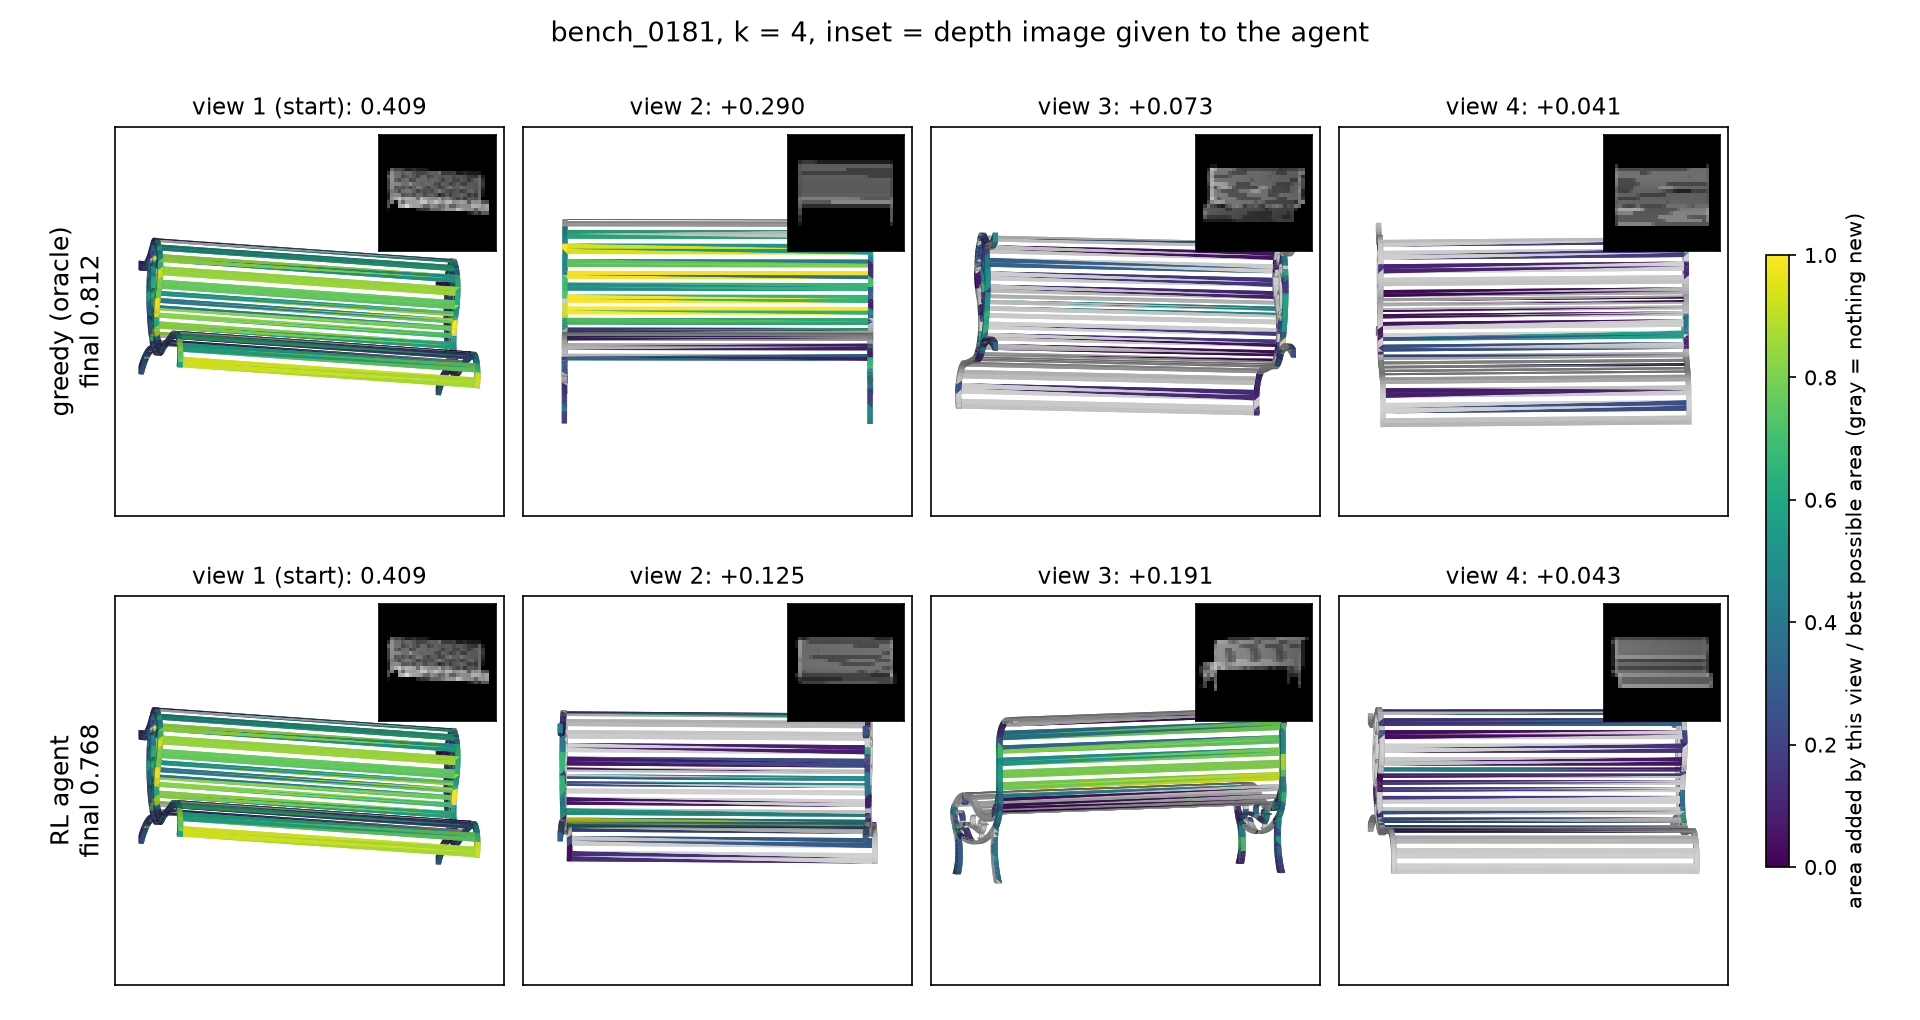 bench_0181, k = 4, inset = depth image given to the agent
greedy (oracle)
final 0.812
view 1 (start): 0.409
view 2: +0.290
view 3: +0.073
view 4: +0.041
RL agent
final 0.768
view 1 (start): 0.409
view 2: +0.125
view 3: +0.191
view 4: +0.043
1.0
0.8
0.6
0.4
0.2
0.0
area added by this view / best possible area (gray = nothing new)